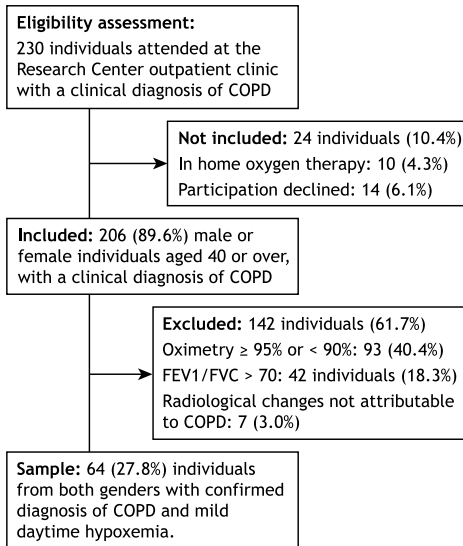 Eligibility assessment:
230 individuals attended at the
Research Center outpatient clinic
with a clinical diagnosis of COPD
Not included: 24 individuals (10.4%)
In home oxygen therapy: 10 (4.3%)
Participation declined: 14 (6.1%)
Included: 206 (89.6%) male or
female individuals aged 40 or over,
with a clinical diagnosis of COPD
Excluded: 142 individuals (61.7%)
Oximetry ≥ 95% or < 90%: 93 (40.4%)
FEV1/FVC > 70: 42 individuals (18.3%)
Radiological changes not attributable
to COPD: 7 (3.0%)
Sample: 64 (27.8%) individuals
from both genders with confirmed
diagnosis of COPD and mild
daytime hypoxemia.